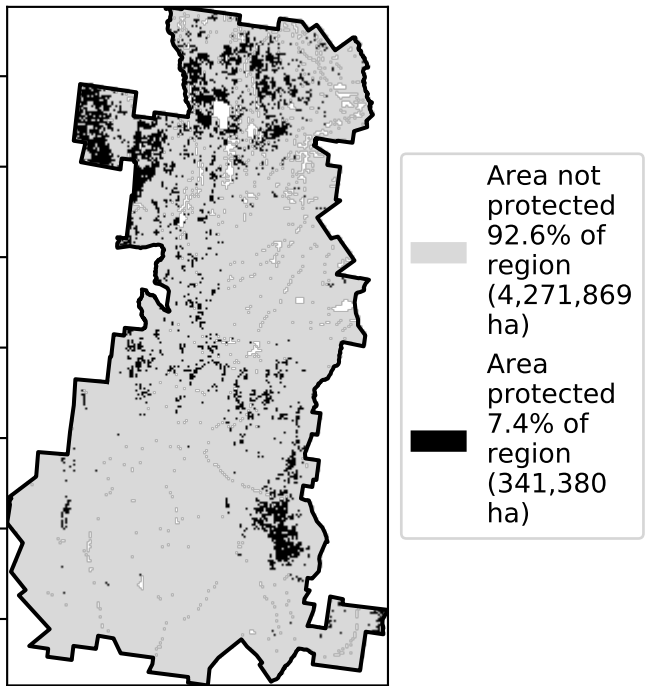 Area not
protected
92.6% of
region
(4,271,869
ha)
Area
protected
7.4% of
region
(341,380
ha)